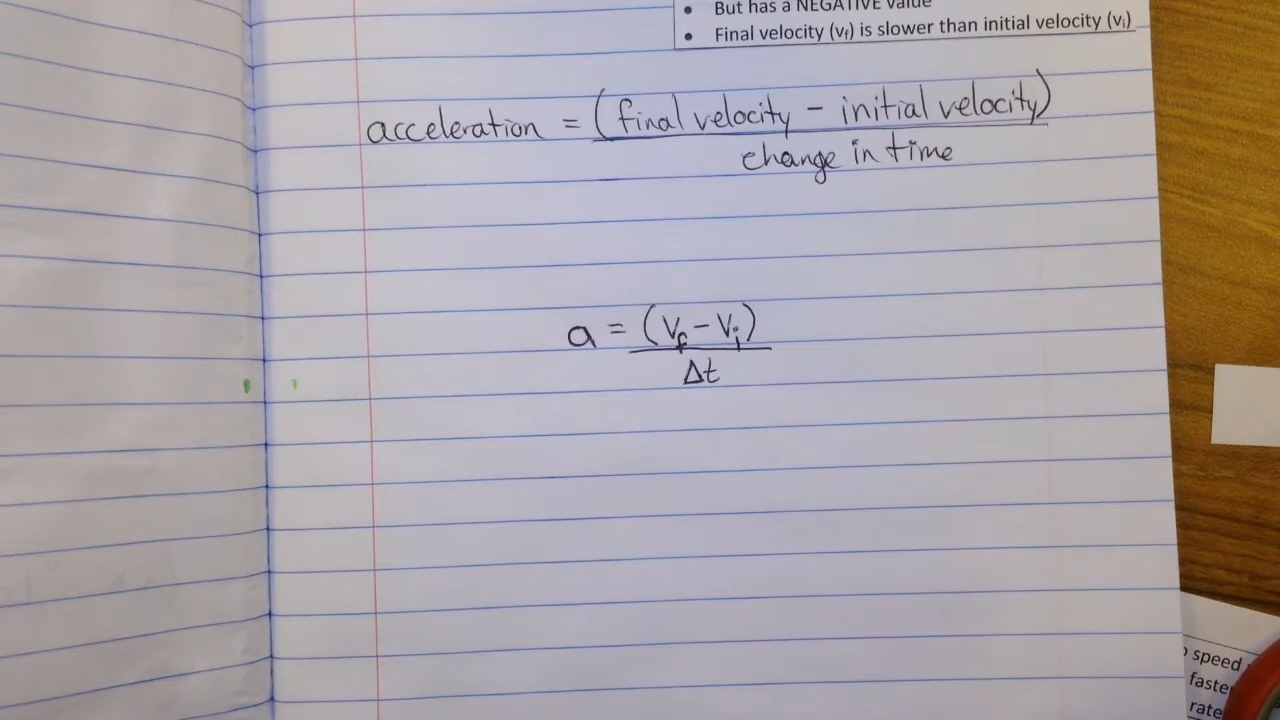 • But has a NEGATIVE value
• Final velocity (vf) is slower than initial velocity (vi)
acceleration = (final velocity - initial velocity)
change in time
a = (Vf - Vi)
Δt
speed
faster
rate